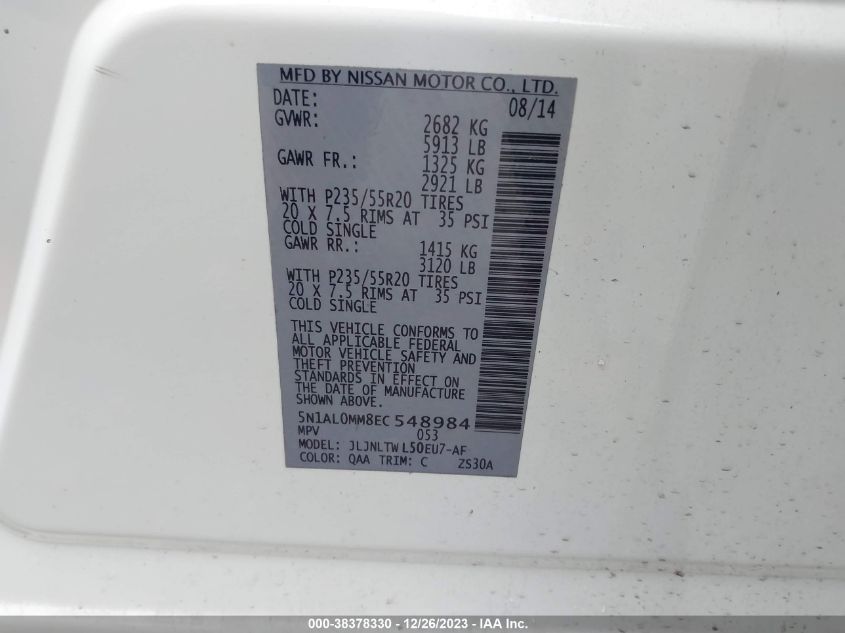 MFD BY NISSAN MOTOR CO., LTD.
DATE: 08/14
GVWR: 2682 KG
5913 LB
GAWR FR.: 1325 KG
2921 LB
WITH P235/55R20 TIRES
20 X 7.5 RIMS AT 35 PSI
COLD SINGLE
GAWR RR.: 1415 KG
3120 LB
WITH P235/55R20 TIRES
20 X 7.5 RIMS AT 35 PSI
COLD SINGLE
THIS VEHICLE CONFORMS TO
ALL APPLICABLE FEDERAL
MOTOR VEHICLE SAFETY AND
THEFT PREVENTION
STANDARDS IN EFFECT ON
THE DATE OF MANUFACTURE
SHOWN ABOVE.
5N1AL0MM8EC 548984
MPV 053
MODEL: JLJNLTW L50EU7-AF
COLOR: QAA TRIM: C ZS30A
000-38378330 - 12/26/2023 - IAA Inc.